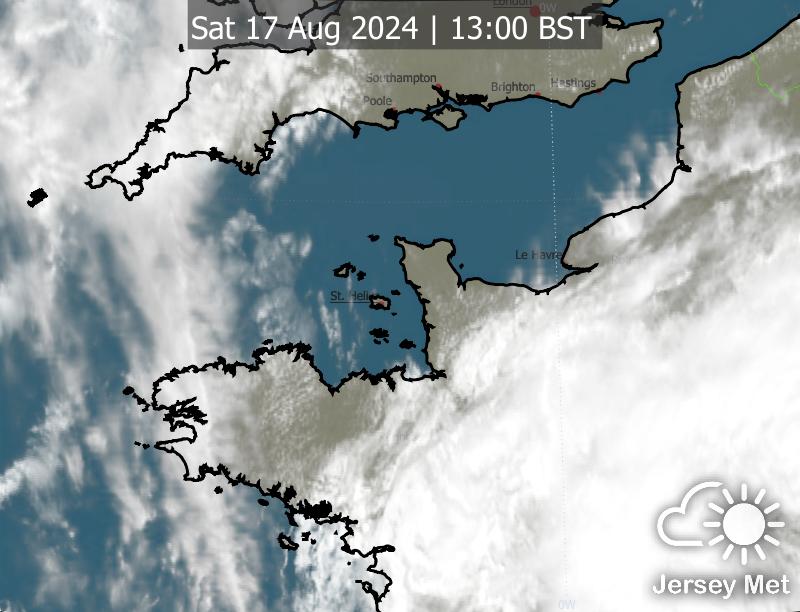 London
0W
Sat 17 Aug 2024 | 13:00 BST
Southampton
Brighton
Hastings
Poole
Le Havre
St. Heli
Jersey Met
0W